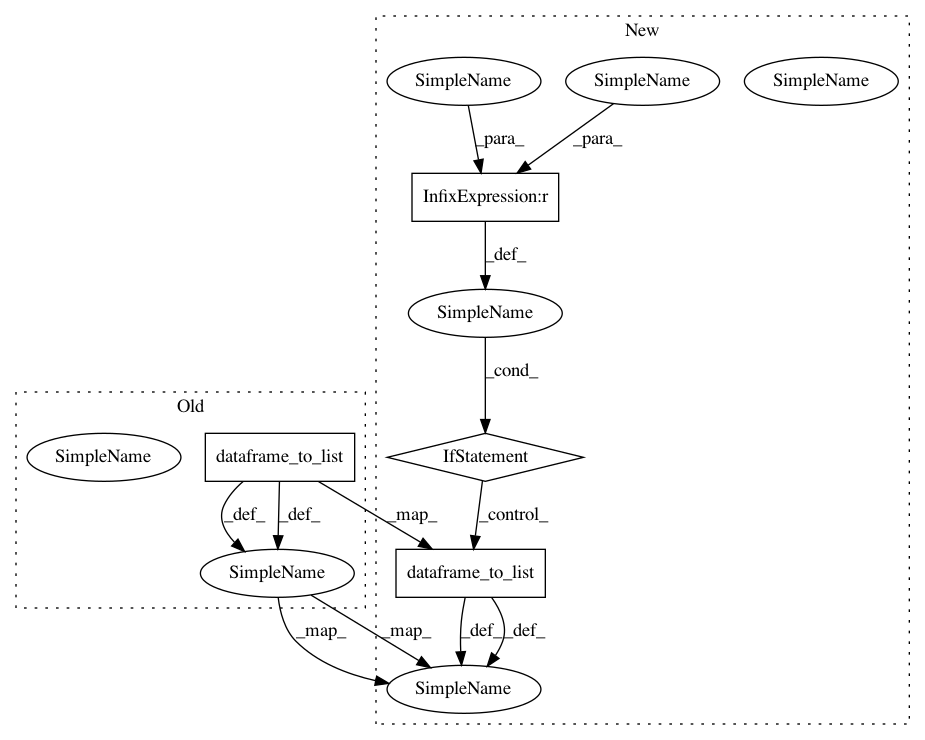 New
SimpleName
SimpleName
SimpleName
_para_
_para_
InfixExpression:r
_def_
SimpleName
_cond_
Old
SimpleName
dataframe_to_list
IfStatement
_def_
_def_
_map_
_control_
SimpleName
dataframe_to_list
_map_
_map_
_def_
_def_
SimpleName